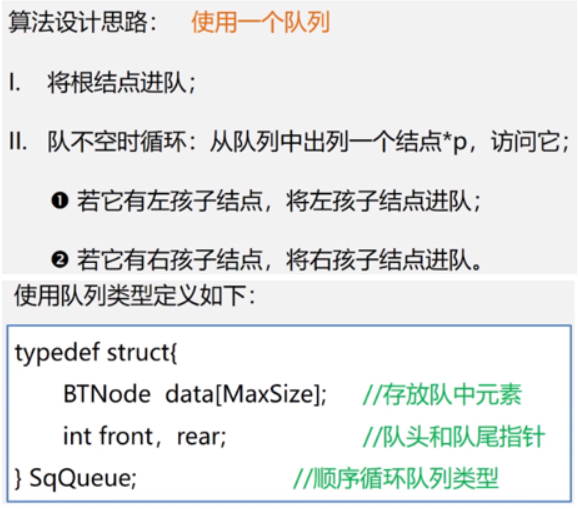 算法设计思路： 使用一个队列
I. 将根结点进队；
II. 队不空时循环：从队列中出列一个结点*p，访问它；
❶ 若它有左孩子结点，将左孩子结点进队；
❷ 若它有右孩子结点，将右孩子结点进队。
使用队列类型定义如下：
typedef struct{
BTNode data[MaxSize]; //存放队中元素
int front，rear; //队头和队尾指针
} SqQueue; //顺序循环队列类型